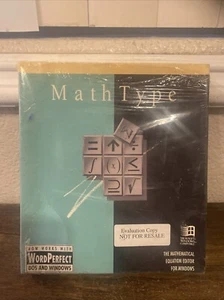 MathType
Evaluation Copy
NOT FOR RESALE
NOW WORKS WITH
WORDPERFECT
DOS AND WINDOWS
THE MATHEMATICAL
EQUATION EDITOR
FOR WINDOWS